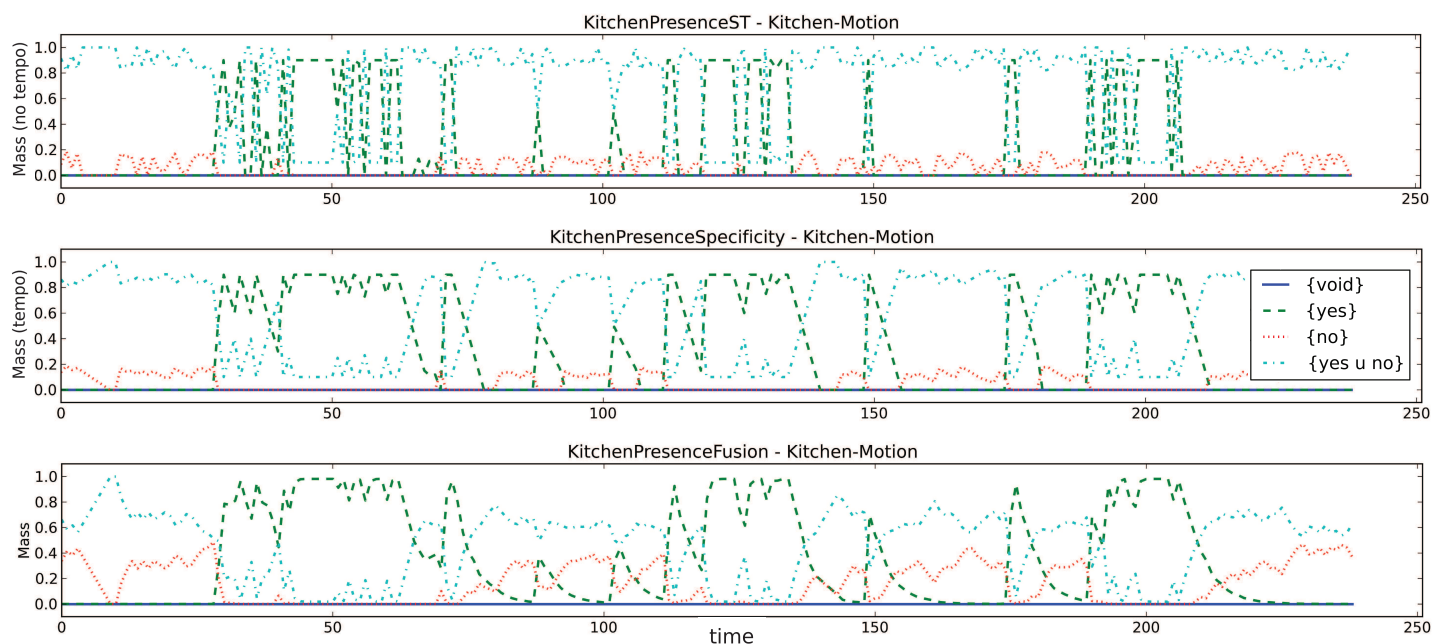 KitchenPresenceST - Kitchen-Motion
Mass (no tempo)
1.0
0.8
0.6
0.4
0.2
0.0
0 50 100 150 200 250
KitchenPresenceSpecificity - Kitchen-Motion
Mass (tempo)
1.0
0.8
0.6
0.4
0.2
0.0
{void}
{yes}
{no}
{yes u no}
0 50 100 150 200 250
KitchenPresenceFusion - Kitchen-Motion
Mass
1.0
0.8
0.6
0.4
0.2
0.0
0 50 100 150 200 250
time